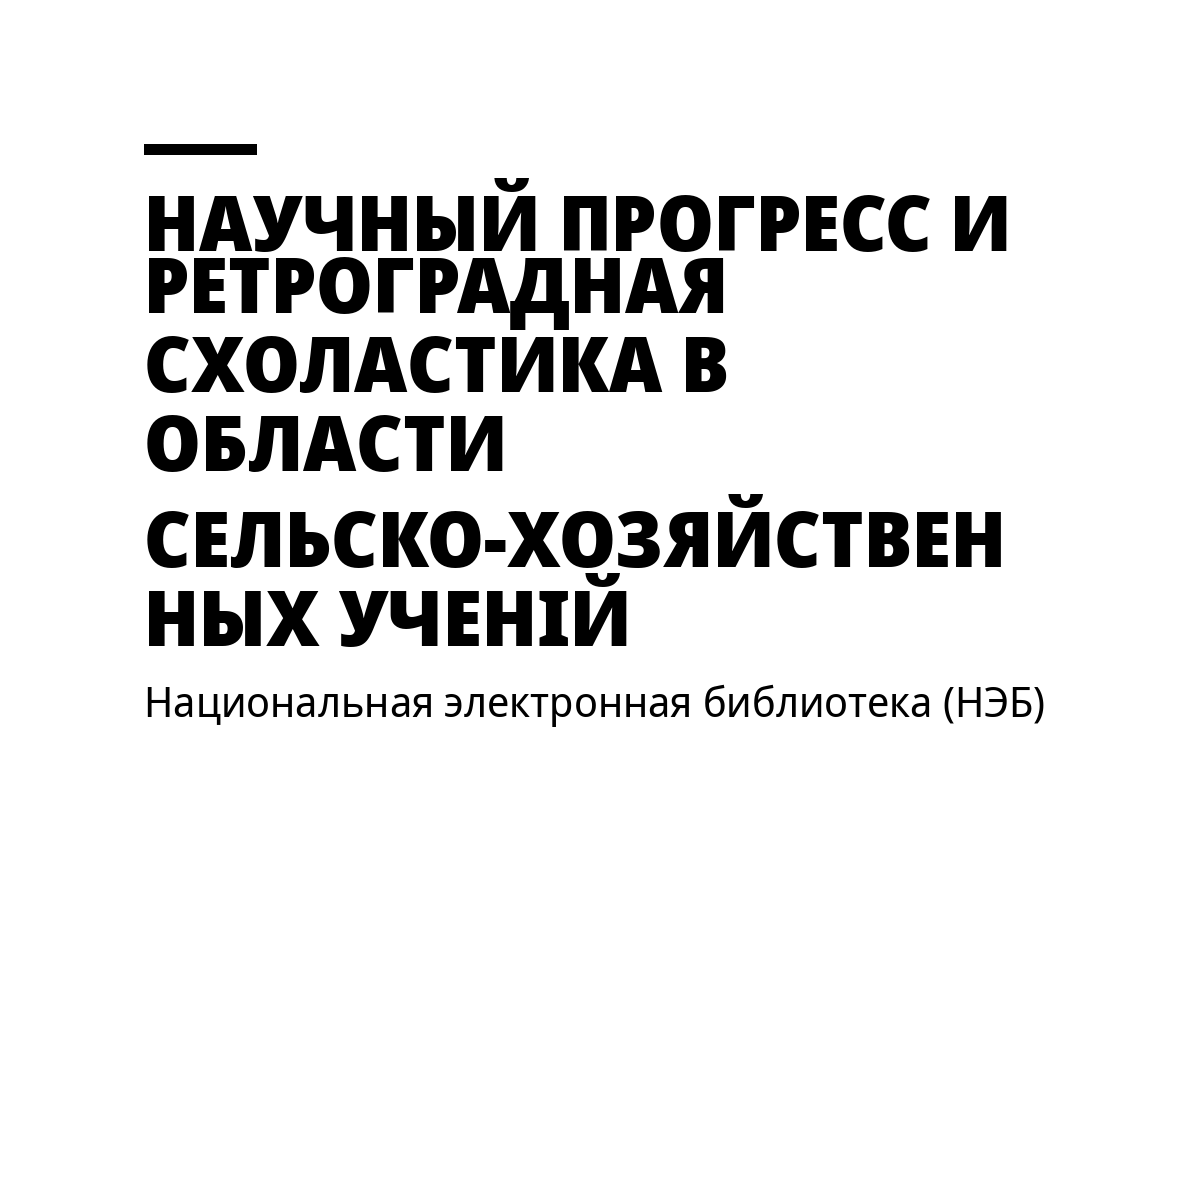 НАУЧНЫЙ ПРОГРЕСС И
РЕТРОГРАДНАЯ
СХОЛАСТИКА В
ОБЛАСТИ
СЕЛЬСКО-ХОЗЯЙСТВЕН
НЫХ УЧЕНІЙ
Национальная электронная библиотека (НЭБ)